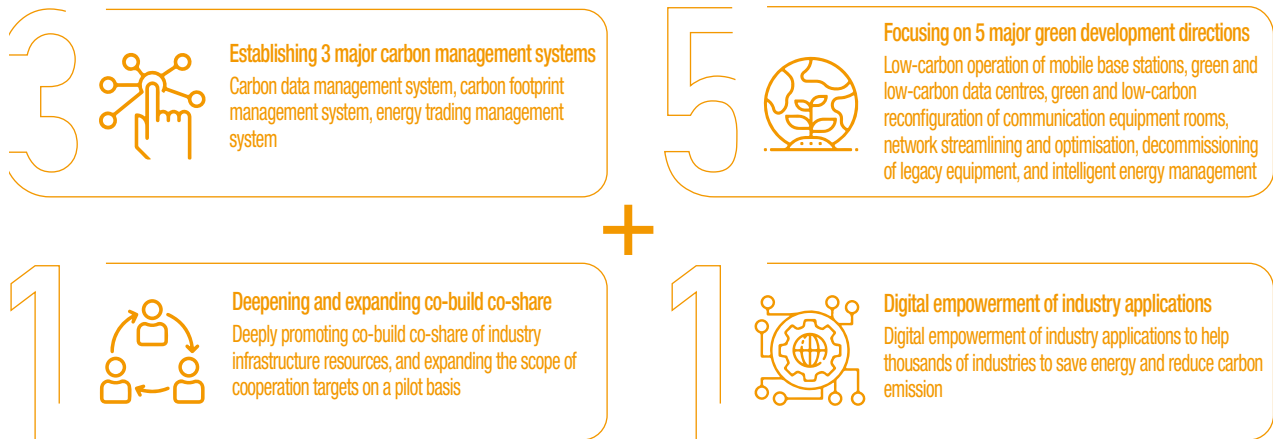 3
Establishing 3 major carbon management systems
Carbon data management system, carbon footprint
management system, energy trading management
system
5
Focusing on 5 major green development directions
Low-carbon operation of mobile base stations, green and
low-carbon data centres, green and low-carbon
reconfiguration of communication equipment rooms,
network streamlining and optimisation, decommissioning
of legacy equipment, and intelligent energy management
+
1
Deepening and expanding co-build co-share
Deeply promoting co-build co-share of industry
infrastructure resources, and expanding the scope of
cooperation targets on a pilot basis
1
Digital empowerment of industry applications
Digital empowerment of industry applications to help
thousands of industries to save energy and reduce carbon
emission